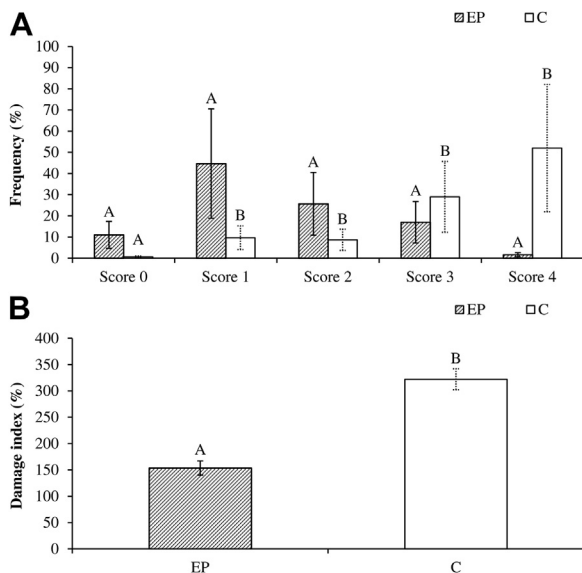 A
EP C
Frequency (%)
100
90
80
70
60
50
40
30
20
10
0
A A
A B
A B
A B
A B
Score 0 Score 1 Score 2 Score 3 Score 4
B
EP C
Damage index (%)
400
350
300
250
200
150
100
50
0
A B
EP C